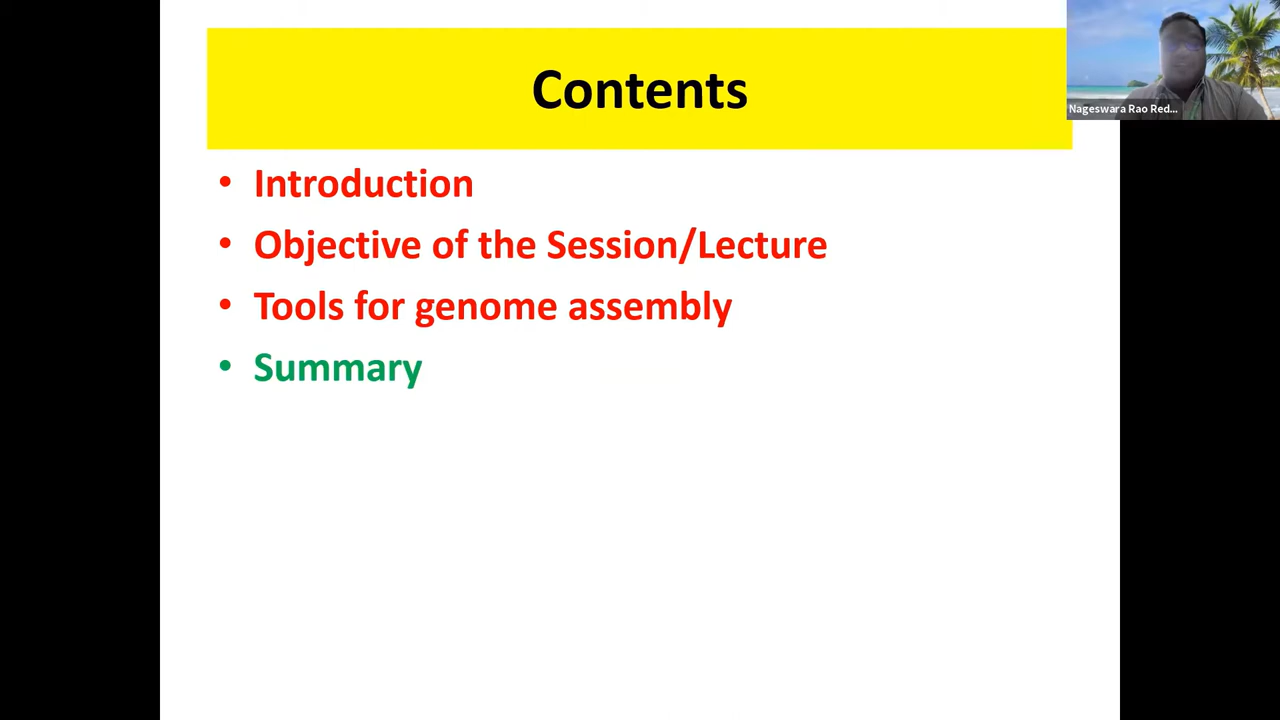 Contents
Nageswara Rao Red...
• Introduction
• Objective of the Session/Lecture
• Tools for genome assembly
• Summary